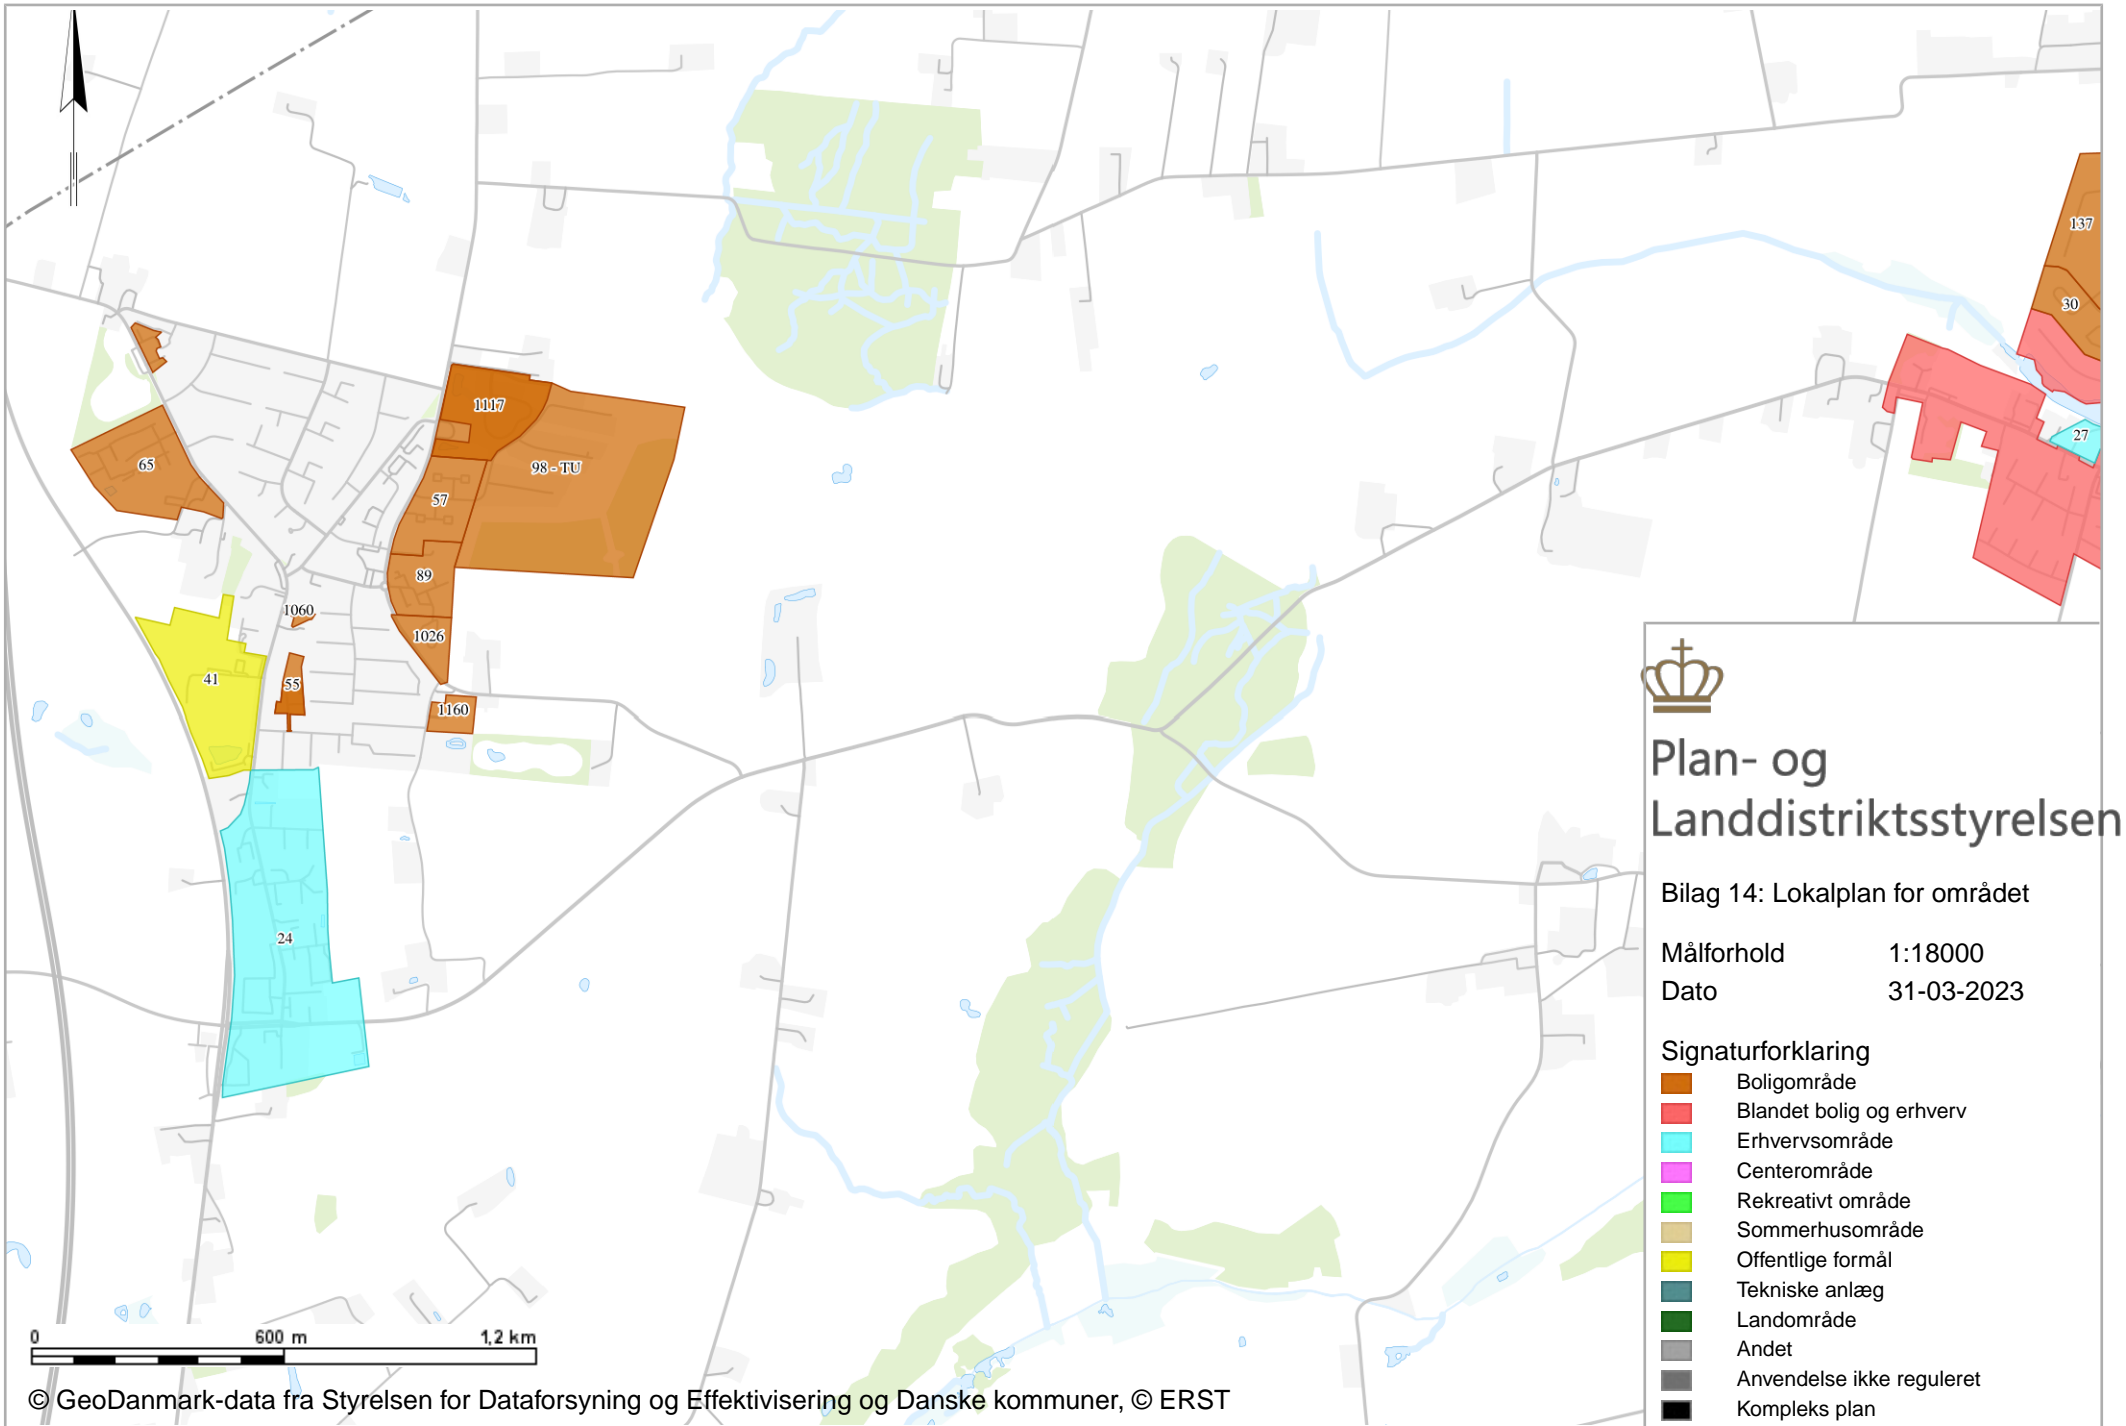 137
30
27
1117
98 - TU
65
57
89
1060
1026
41
55
1160
24
Plan- og
Landdistriktsstyrelsen
Bilag 14: Lokalplan for området
Målforhold 1:18000
Dato 31-03-2023
Signaturforklaring
Boligområde
Blandet bolig og erhverv
Erhvervsområde
Centerområde
Rekreativt område
Sommerhusområde
Offentlige formål
Tekniske anlæg
Landområde
Andet
Anvendelse ikke reguleret
Kompleks plan
0 600 m 1,2 km
© GeoDanmark-data fra Styrelsen for Dataforsyning og Effektivisering og Danske kommuner, © ERST